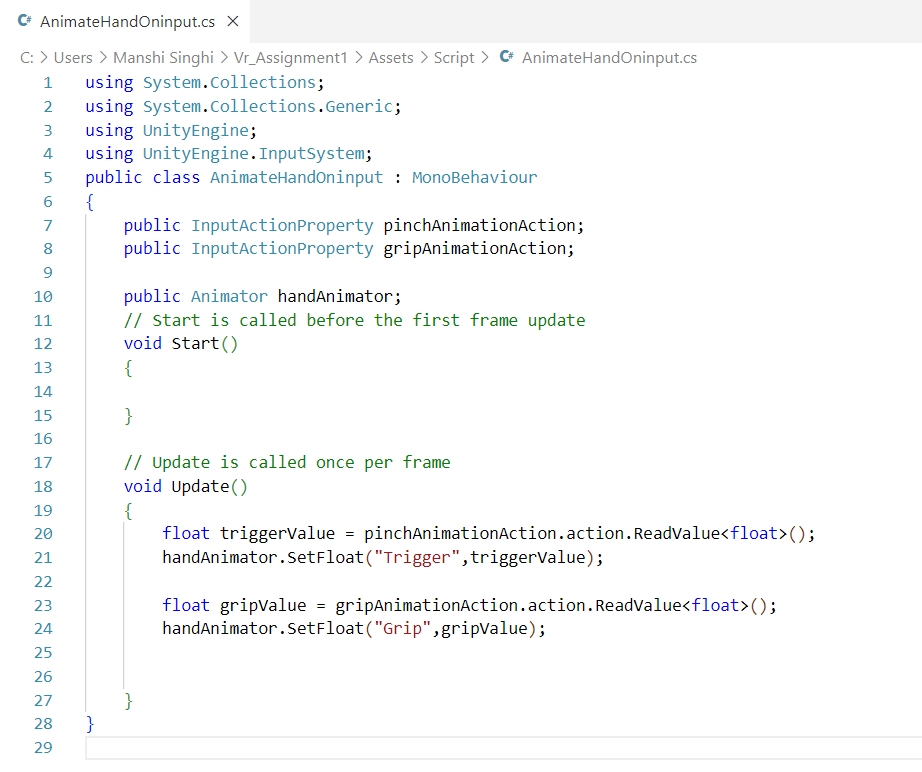 C# AnimateHandOninput.cs ×
C: > Users > Manshi Singhi > Vr_Assignment1 > Assets > Script > C# AnimateHandOninput.cs
1 using System.Collections;
2 using System.Collections.Generic;
3 using UnityEngine;
4 using UnityEngine.InputSystem;
5 public class AnimateHandOninput : MonoBehaviour
6 {
7     public InputActionProperty pinchAnimationAction;
8     public InputActionProperty gripAnimationAction;
9
10     public Animator handAnimator;
11     // Start is called before the first frame update
12     void Start()
13     {
14
15     }
16
17     // Update is called once per frame
18     void Update()
19     {
20         float triggerValue = pinchAnimationAction.action.ReadValue<float>();
21         handAnimator.SetFloat("Trigger",triggerValue);
22
23         float gripValue = gripAnimationAction.action.ReadValue<float>();
24         handAnimator.SetFloat("Grip",gripValue);
25
26
27     }
28 }
29